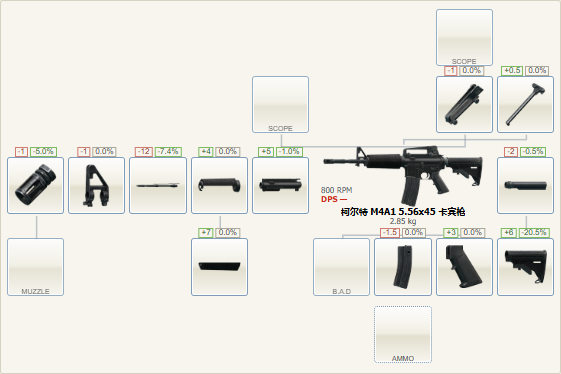 SCOPE
-1 0.0%
+0.5 0.0%
SCOPE
-1 -5.0%
-1 0.0%
-12 -7.4%
+4 0.0%
+5 -1.0%
-2 -0.5%
800 RPM
DPS —
柯尔特 M4A1 5.56x45 卡宾枪
2.85 kg
+7 0.0%
-1.5 0.0%
+3 0.0%
+6 -20.5%
MUZZLE
B.A.D
AMMO